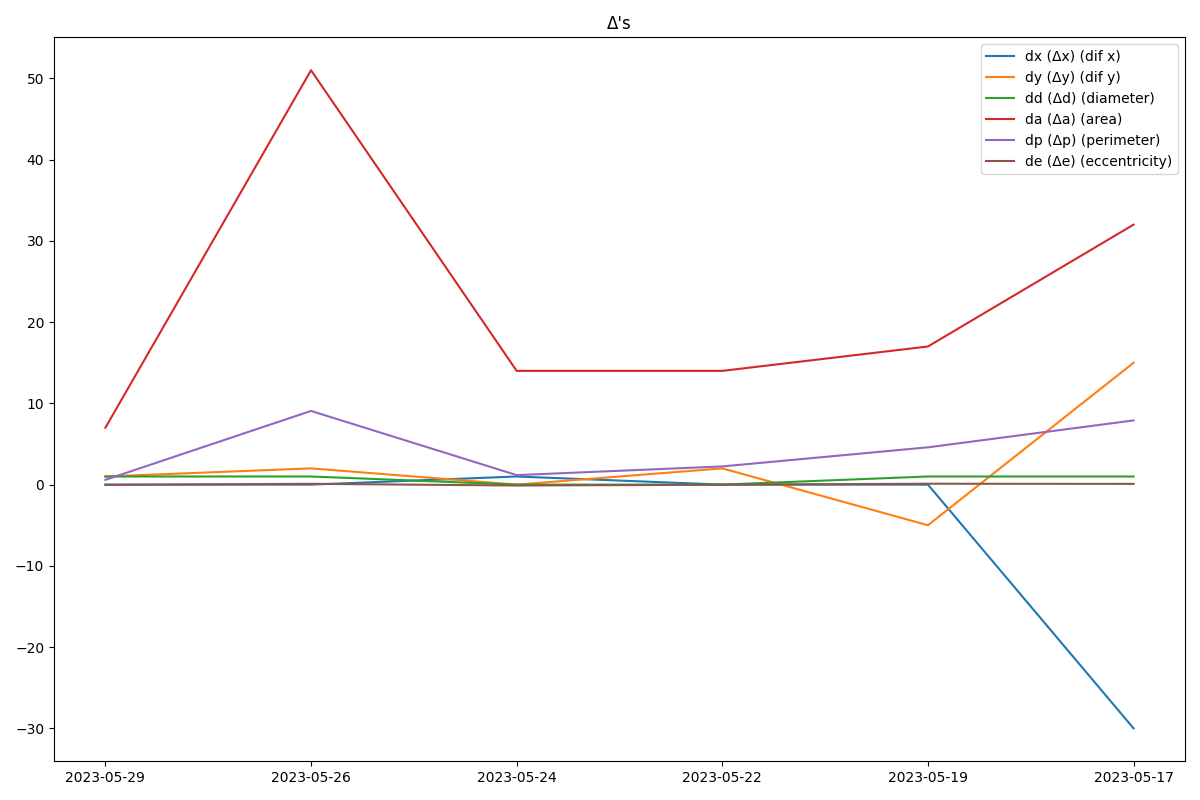 Δ's
dx (Δx) (dif x)
dy (Δy) (dif y)
dd (Δd) (diameter)
da (Δa) (area)
dp (Δp) (perimeter)
de (Δe) (eccentricity)
50
40
30
20
10
0
−10
−20
−30
2023-05-29 2023-05-26 2023-05-24 2023-05-22 2023-05-19 2023-05-17